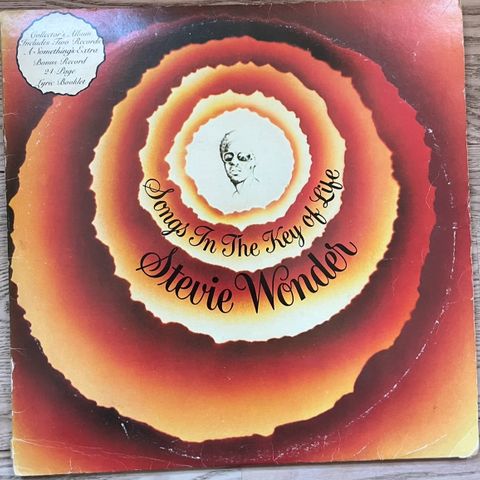 Collector's Album
Includes Two Records
A Something's Extra
Bonus Record
24 Page
Lyric Booklet
Songs In The Key of Life
Stevie Wonder